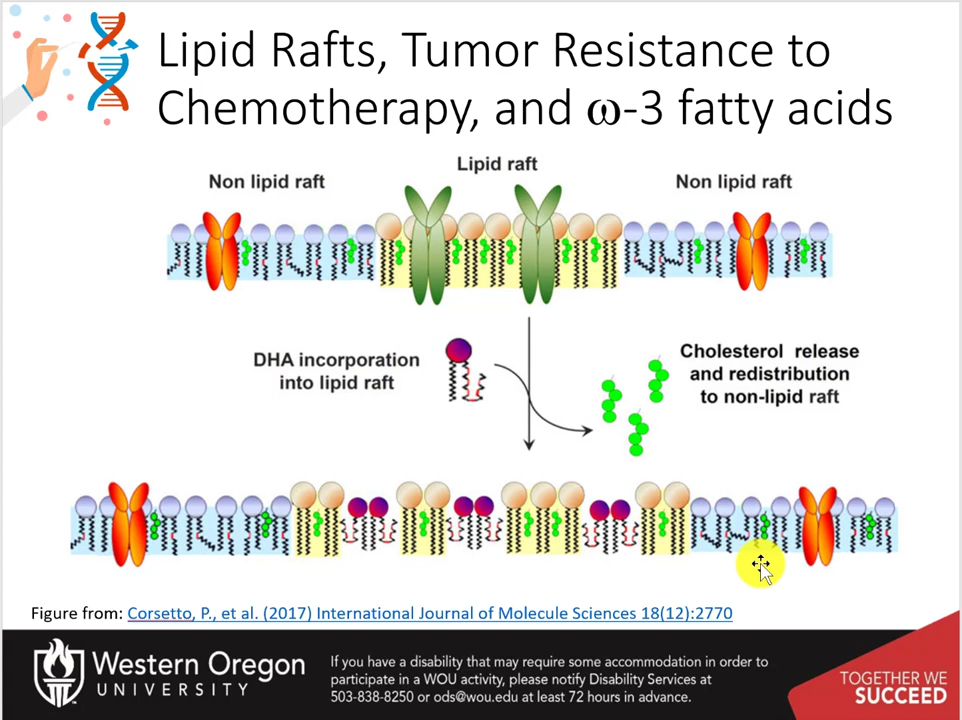 Lipid Rafts, Tumor Resistance to
Chemotherapy, and ω-3 fatty acids
Lipid raft
Non lipid raft
Non lipid raft
DHA incorporation
into lipid raft
Cholesterol release
and redistribution
to non-lipid raft
Figure from: Corsetto, P., et al. (2017) International Journal of Molecule Sciences 18(12):2770
Western Oregon
UNIVERSITY
If you have a disability that may require some accommodation in order to
participate in a WOU activity, please notify Disability Services at
503-838-8250 or ods@wou.edu at least 72 hours in advance.
TOGETHER WE
SUCCEED